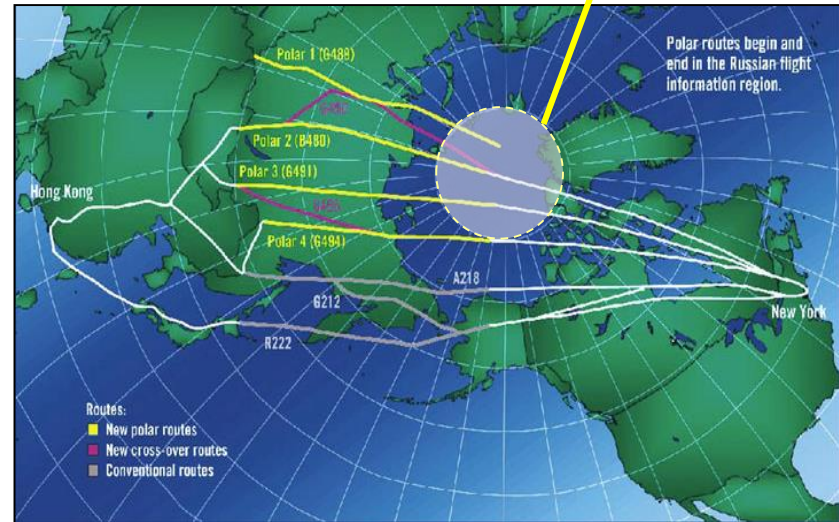 Polar routes begin and
end in the Russian flight
information region.
Polar 1 (G488)
Polar 2 (B480)
Polar 3 (G491)
Hong Kong
Polar 4 (G494)
A218
G212
New York
R222
Routes:
New polar routes
New cross-over routes
Conventional routes